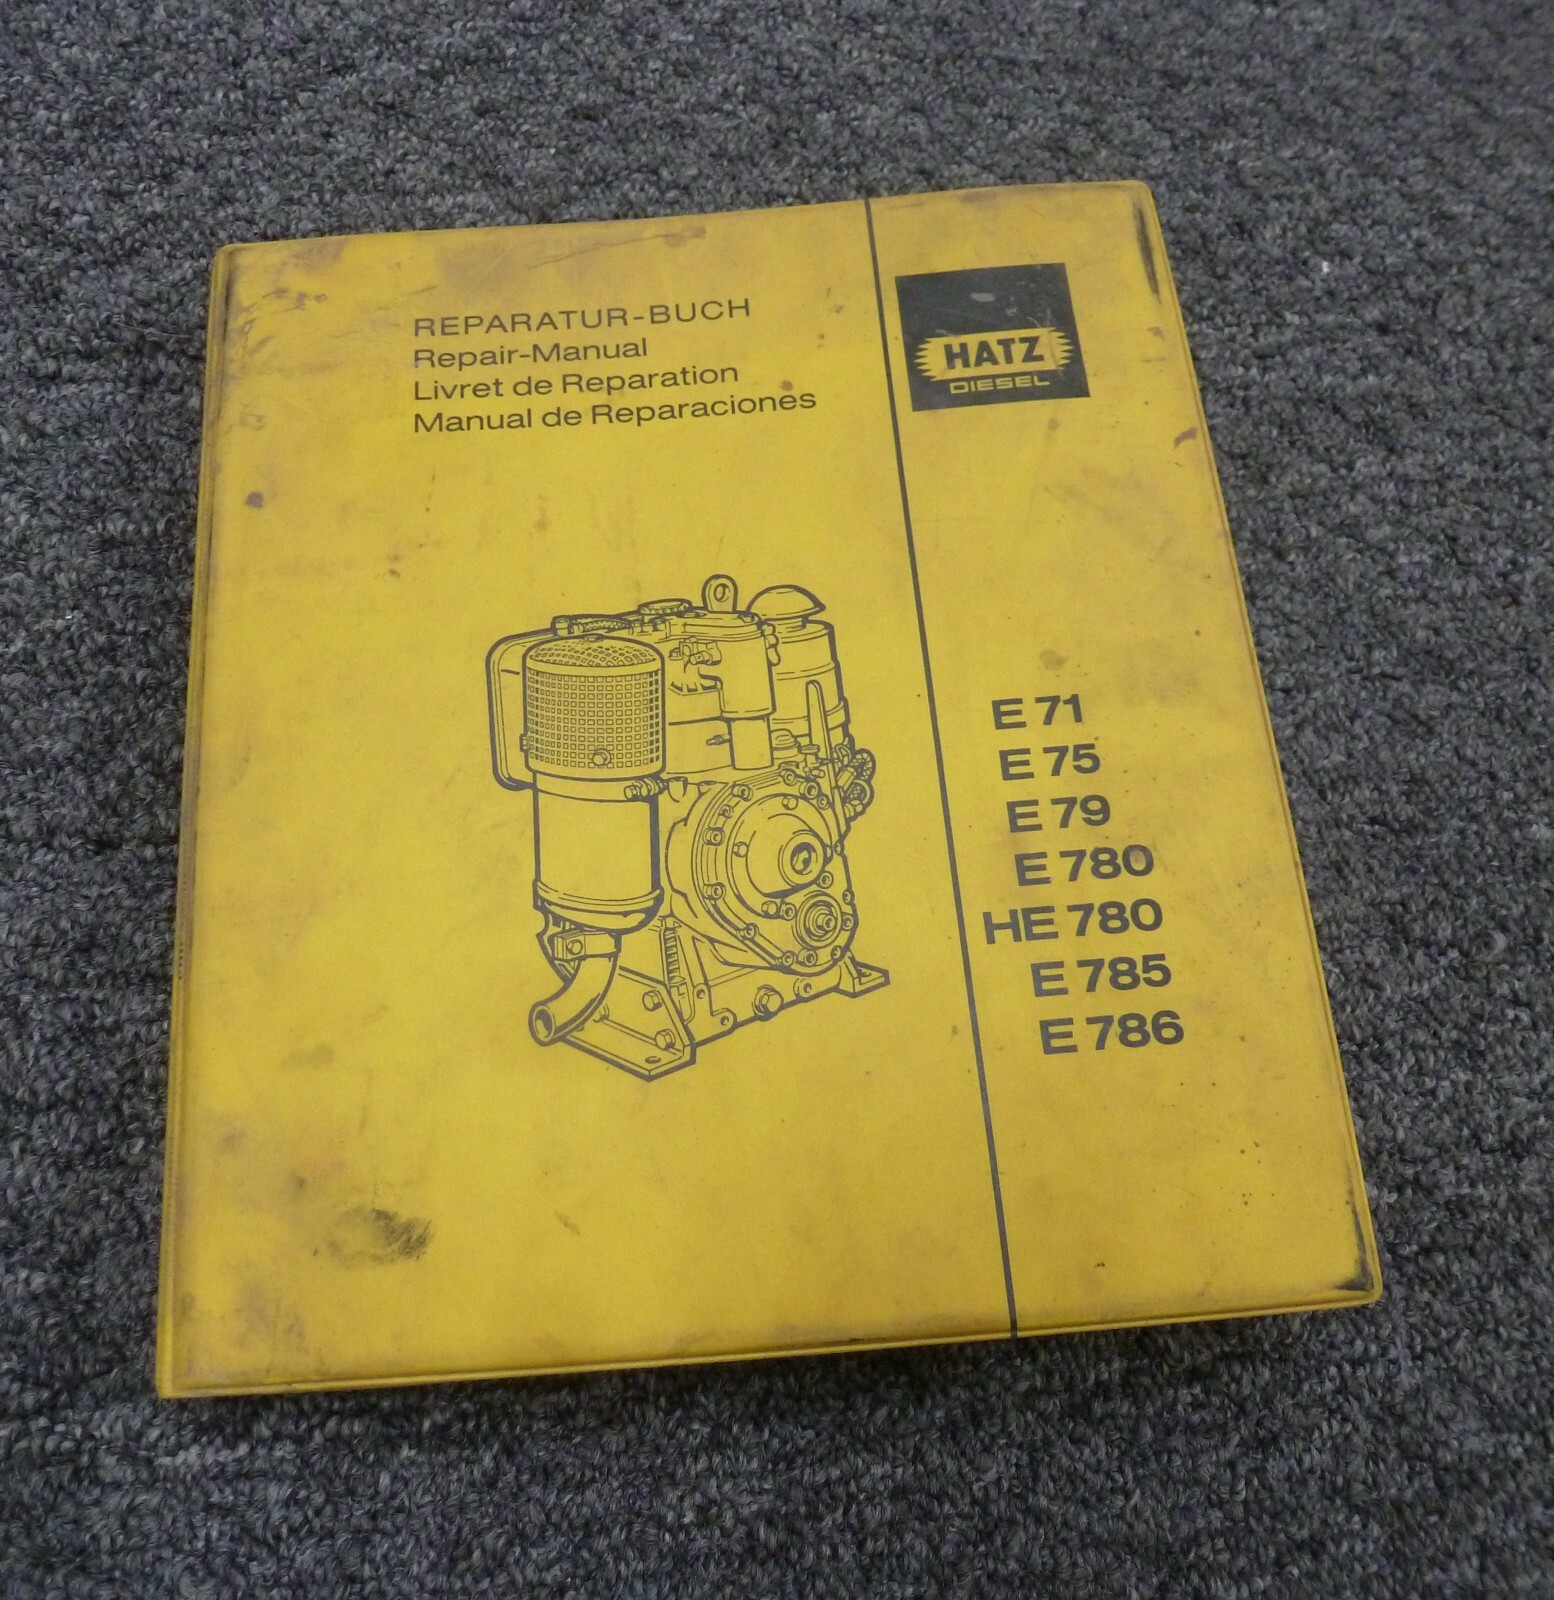 REPARATUR-BUCH
Repair-Manual
Livret de Reparation
Manual de Reparaciones
HATZ
DIESEL
E 71
E 75
E 79
E 780
HE 780
E 785
E 786